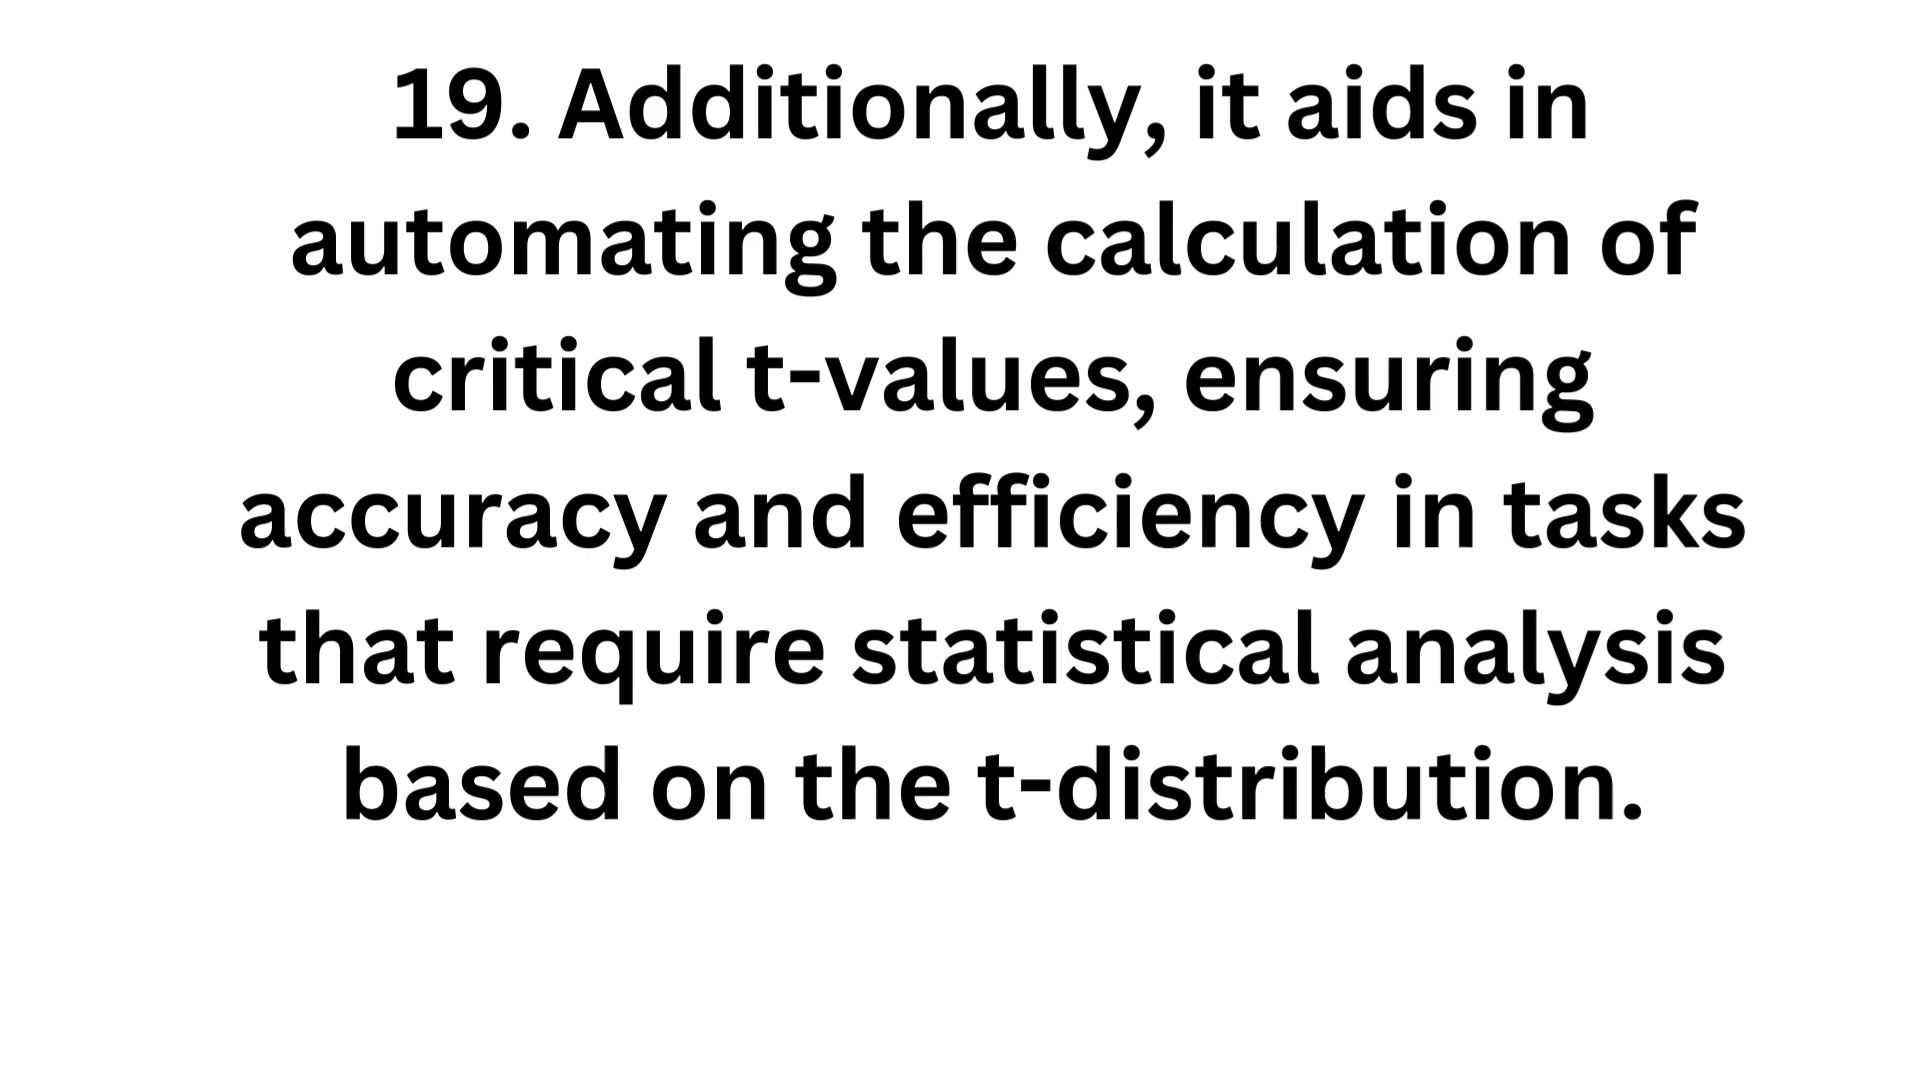 19. Additionally, it aids in
automating the calculation of
critical t-values, ensuring
accuracy and efficiency in tasks
that require statistical analysis
based on the t-distribution.